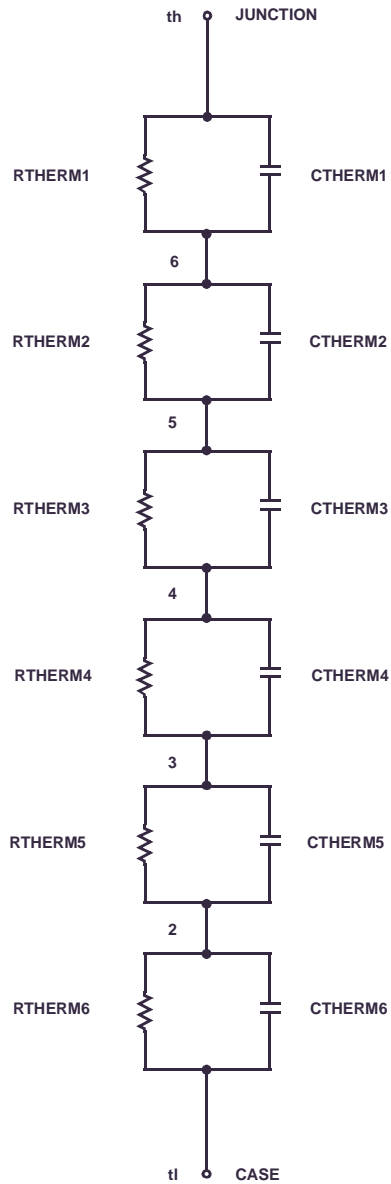 th JUNCTION
RTHERM1 CTHERM1
6
RTHERM2 CTHERM2
5
RTHERM3 CTHERM3
4
RTHERM4 CTHERM4
3
RTHERM5 CTHERM5
2
RTHERM6 CTHERM6
tl CASE